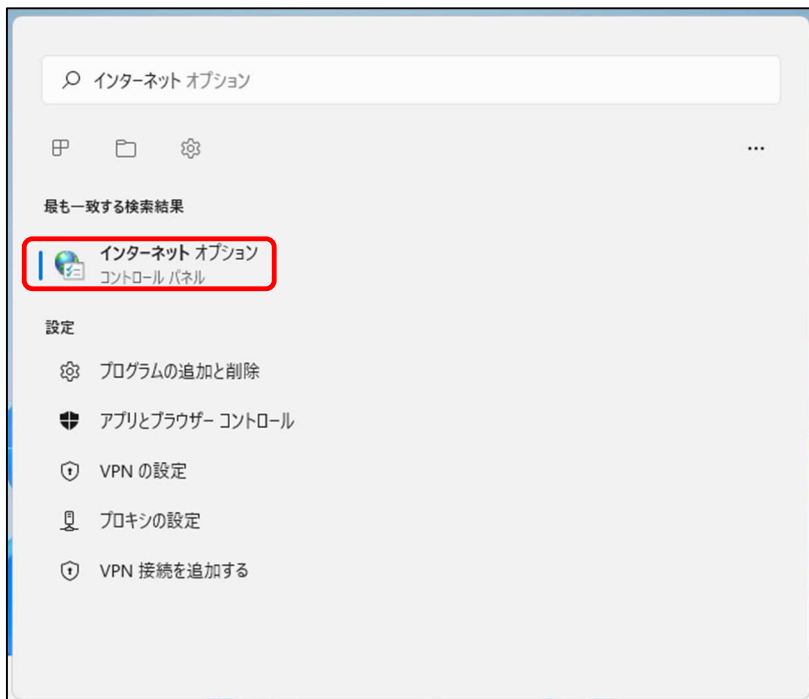 インターネット オプション
最も一致する検索結果
インターネット オプション
コントロール パネル
設定
プログラムの追加と削除
アプリとブラウザー コントロール
VPN の設定
プロキシの設定
VPN 接続を追加する